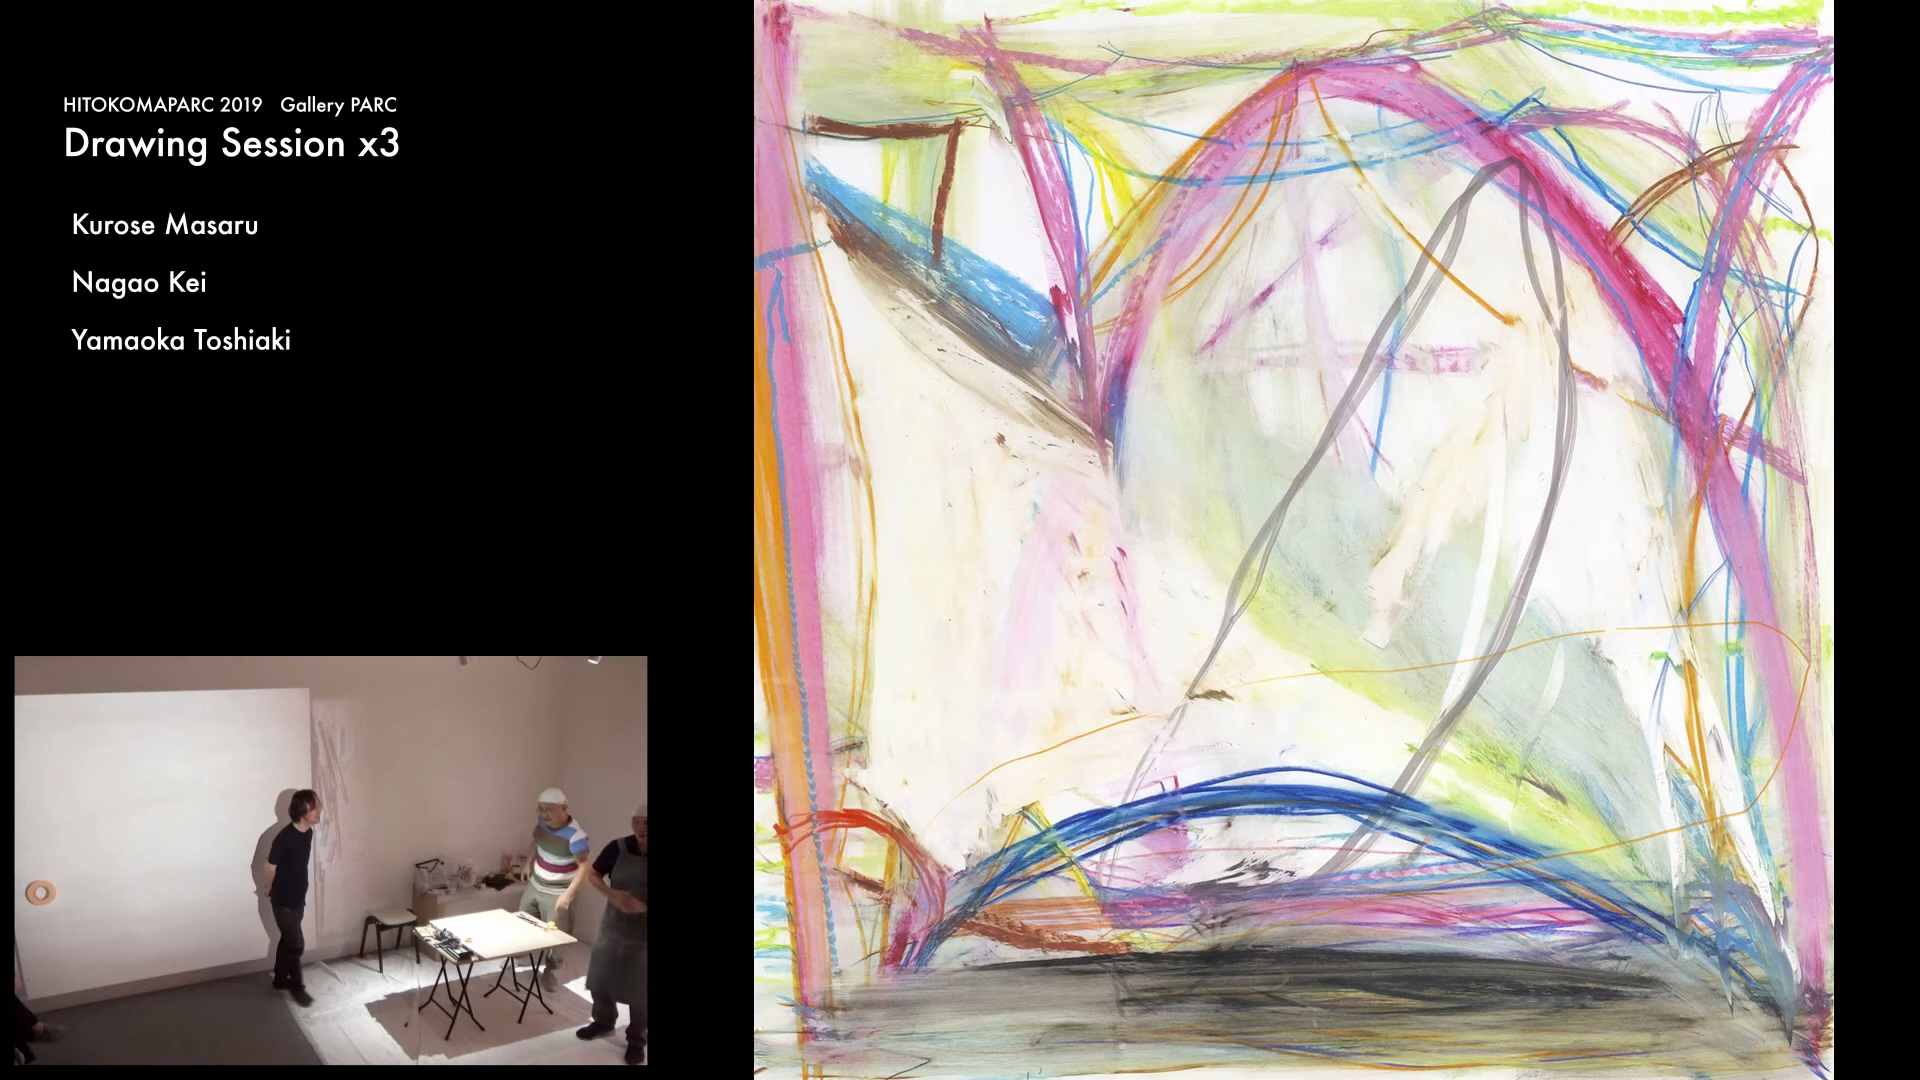 HITOKOMAPARC 2019 Gallery PARC
Drawing Session x3
Kurose Masaru
Nagao Kei
Yamaoka Toshiaki